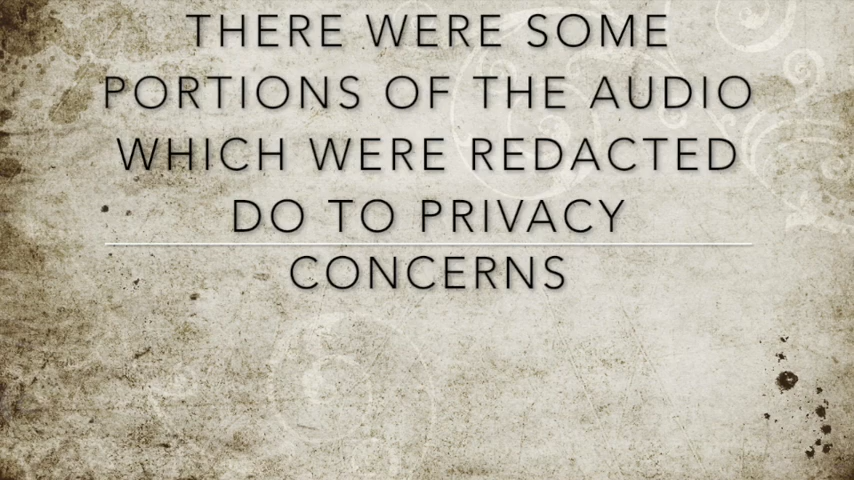 THERE WERE SOME
PORTIONS OF THE AUDIO
WHICH WERE REDACTED
DO TO PRIVACY
CONCERNS